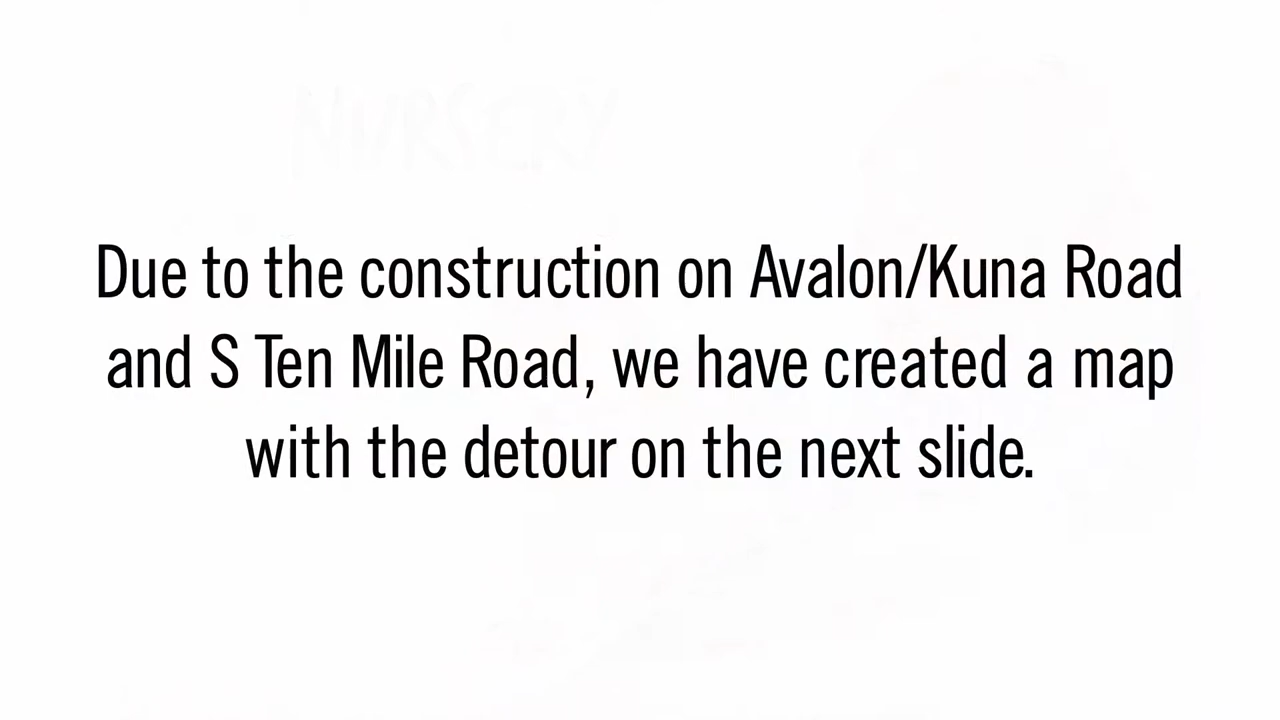 NURSERY
Due to the construction on Avalon/Kuna Road
and S Ten Mile Road, we have created a map
with the detour on the next slide.